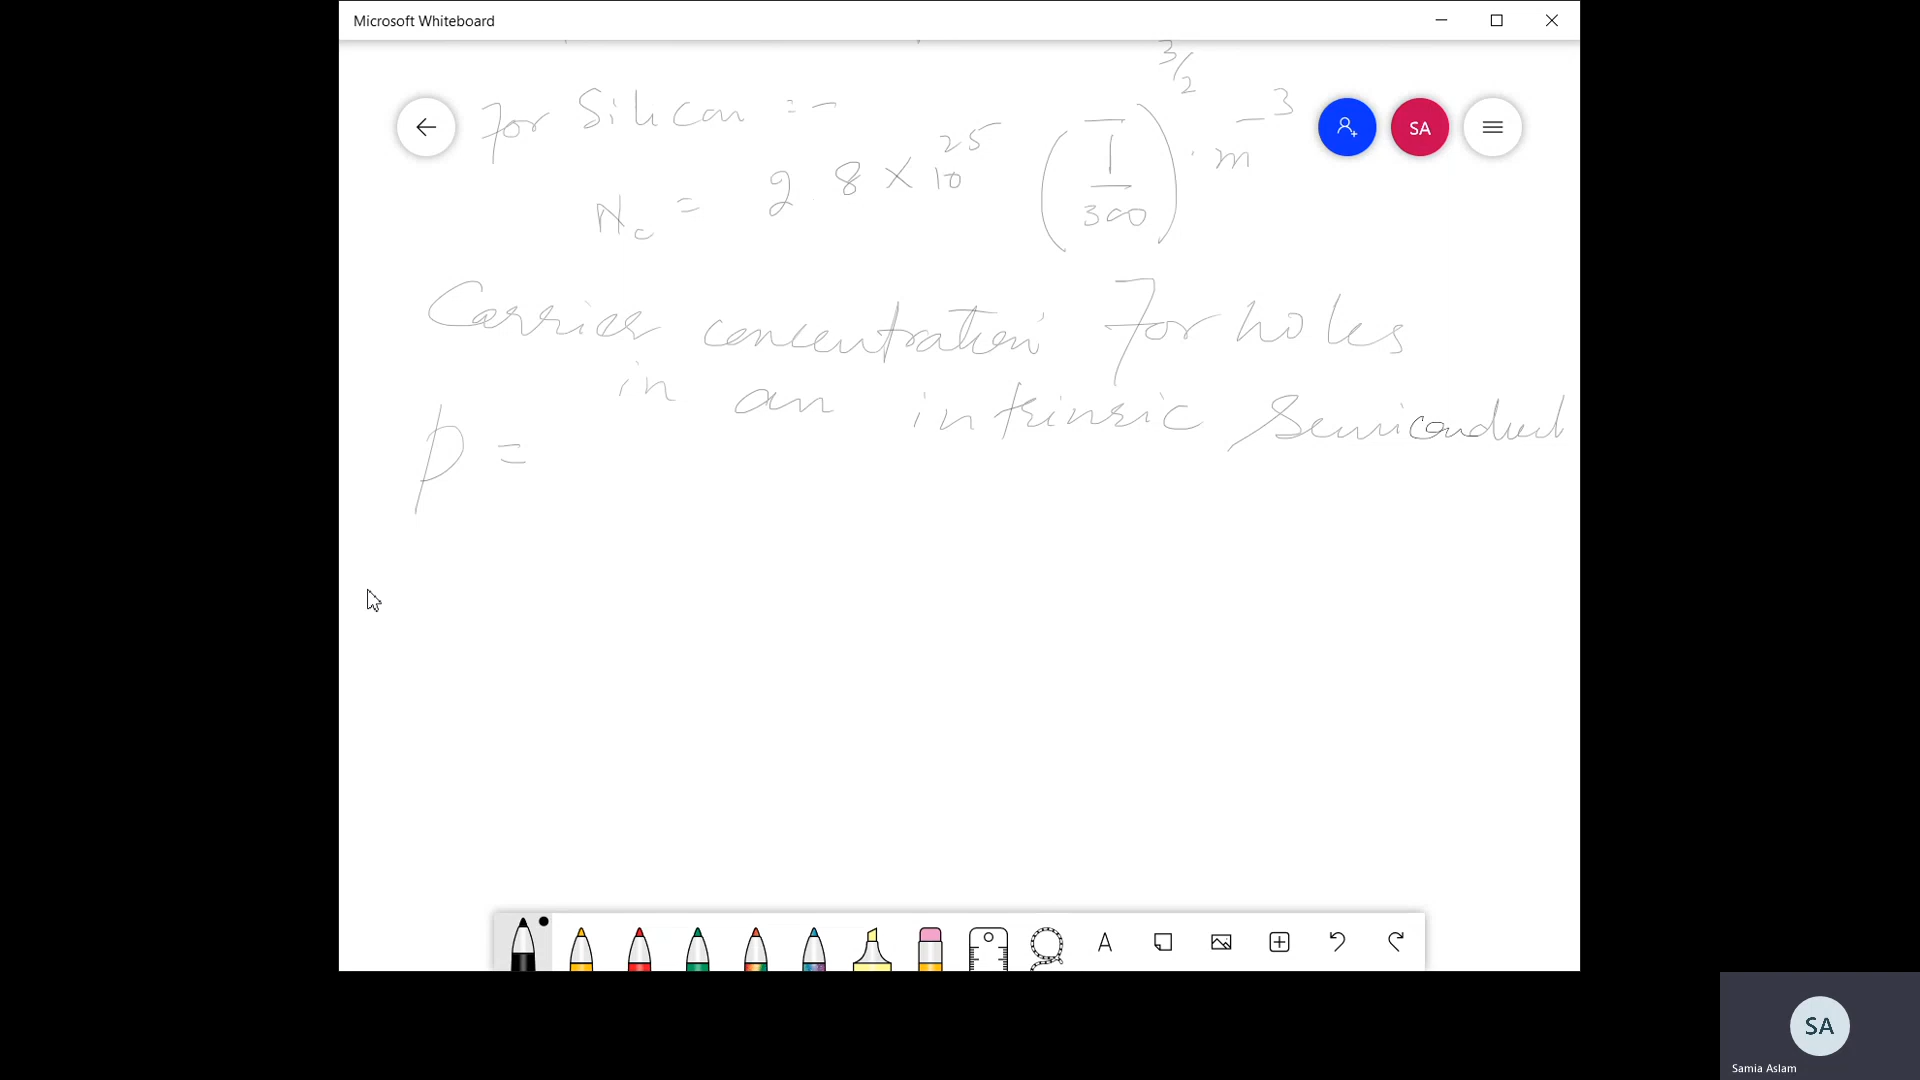 Microsoft Whiteboard
For Silicon :-
Nc = 2.8 × 10^25 (T/300)^3/2 . m^-3
SA
Carrier concentration For holes
in an intrinsic Semiconduct
p =
A
SA
Samia Aslam